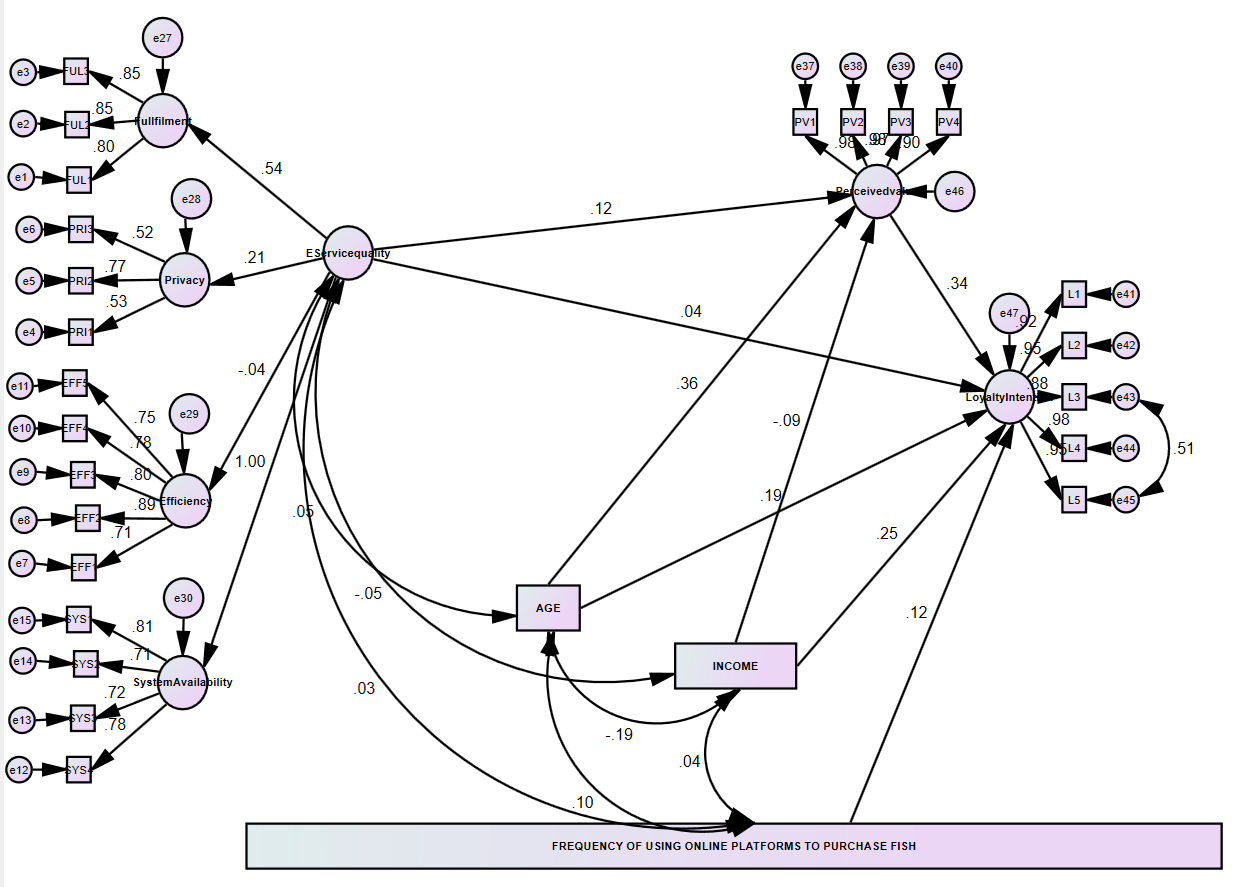 e27
e3
FUL3
.85
e2
FUL2
.85
Fullfilment
.80
e1
FUL1
.54
e28
e6
PRI3
.52
e5
PRI2
.77
Privacy
.21
.53
e4
PRI1
EServicequality
e11
EFF5
.75
e29
-.04
e10
EFF4
.78
e9
EFF3
.80
1.00
e8
EFF2
.89
Efficiency
.71
e7
EFF1
.05
e30
e15
SYS
.81
e14
SYS2
.71
SystemAvailability
.72
e13
SYS3
.78
e12
SYS4
e37
e38
e39
e40
PV1
PV2
PV3
PV4
.98
.90
e46
.12
.34
.04
.36
-.09
.19
.25
.12
e47
.92
L1
e41
.95
L2
e42
.88
L3
e43
.98
L4
e44
.95
L5
e45
.51
-.05
AGE
INCOME
.03
-.19
.04
.10
FREQUENCY OF USING ONLINE PLATFORMS TO PURCHASE FISH